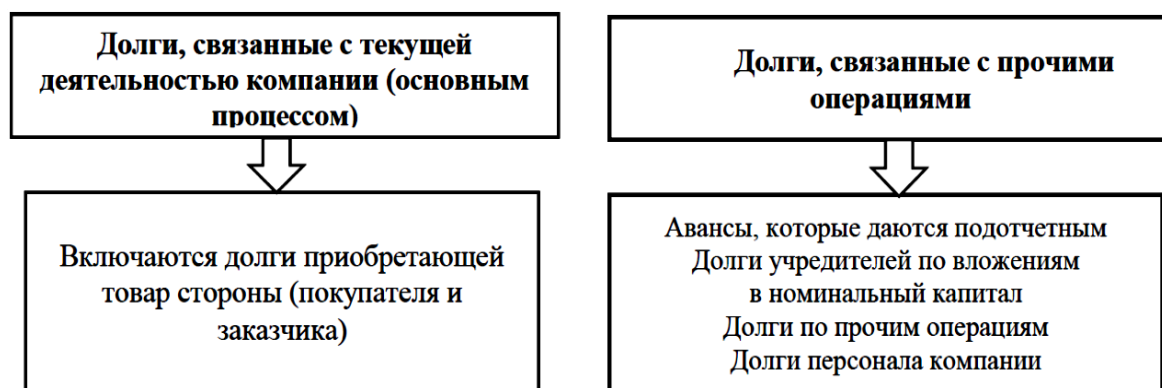 Долги, связанные с текущей
деятельностью компании (основным
процессом)
Включаются долги приобретающей
товар стороны (покупателя и
заказчика)
Долги, связанные с прочими
операциями
Авансы, которые даются подотчетным
Долги учредителей по вложениям
в номинальный капитал
Долги по прочим операциям
Долги персонала компании